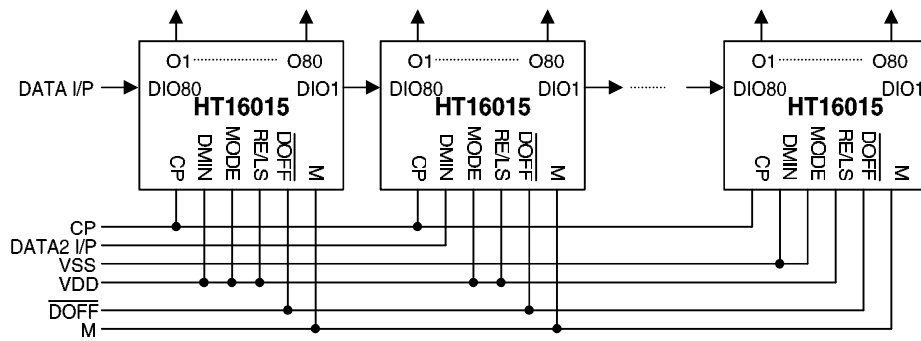 O1 O80 O1 O80 O1 O80
DATA I/P DIO80 DIO1 DIO80 DIO1 DIO80 DIO1
HT16015 HT16015 HT16015
CP DMIN MODE RE/LS DOFF M CP DMIN MODE RE/LS DOFF M CP DMIN MODE RE/LS DOFF M
CP
DATA2 I/P
VSS
VDD
DOFF
M